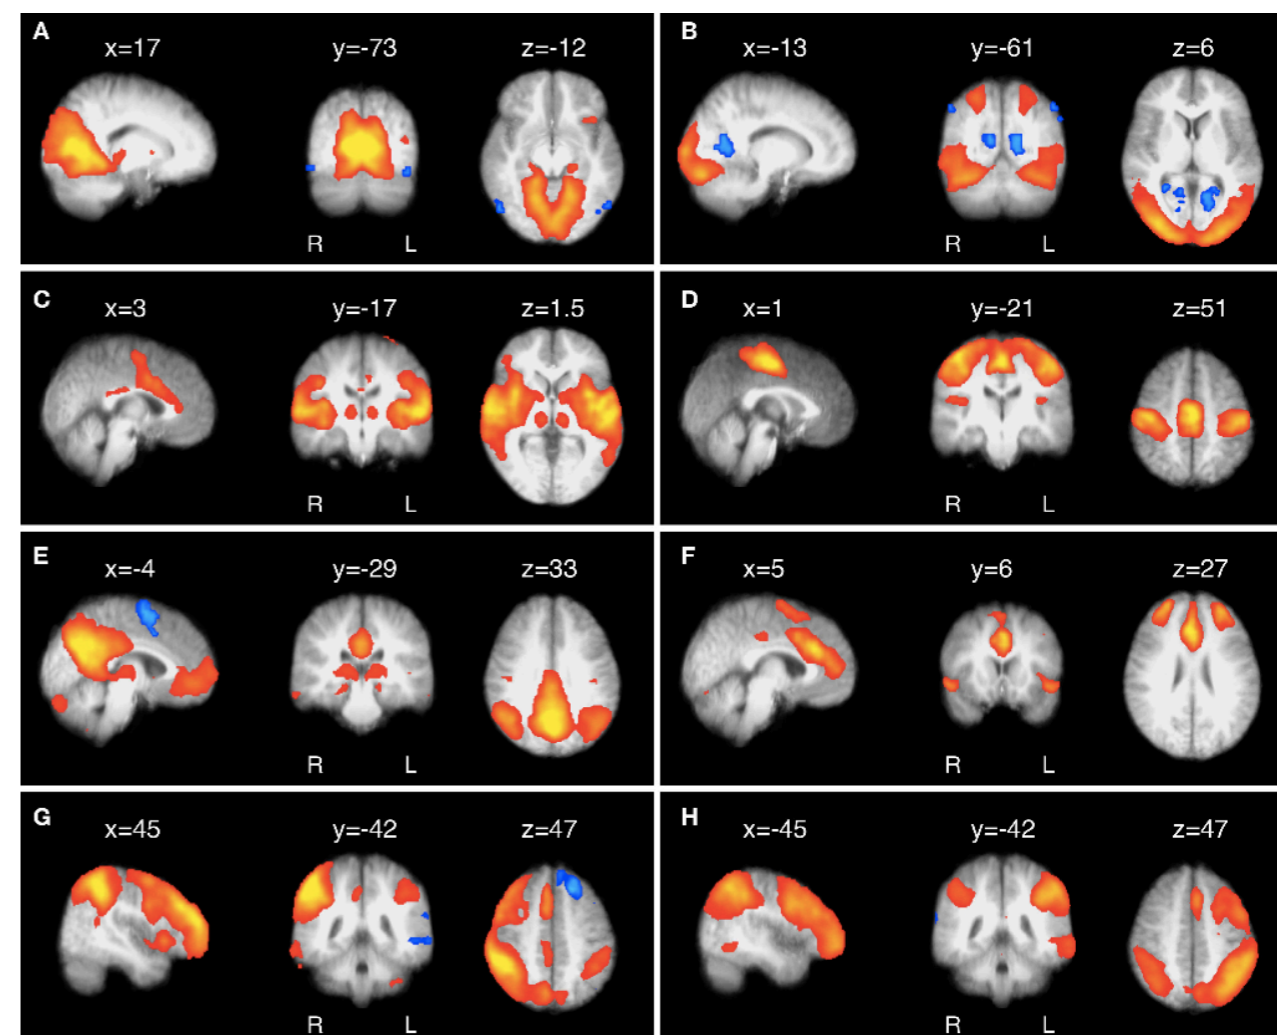 A
x=17 y=-73 z=-12
R L
B
x=-13 y=-61 z=6
R L
C
x=3 y=-17 z=1.5
R L
D
x=1 y=-21 z=51
R L
E
x=-4 y=-29 z=33
R L
F
x=5 y=6 z=27
R L
G
x=45 y=-42 z=47
R L
H
x=-45 y=-42 z=47
R L